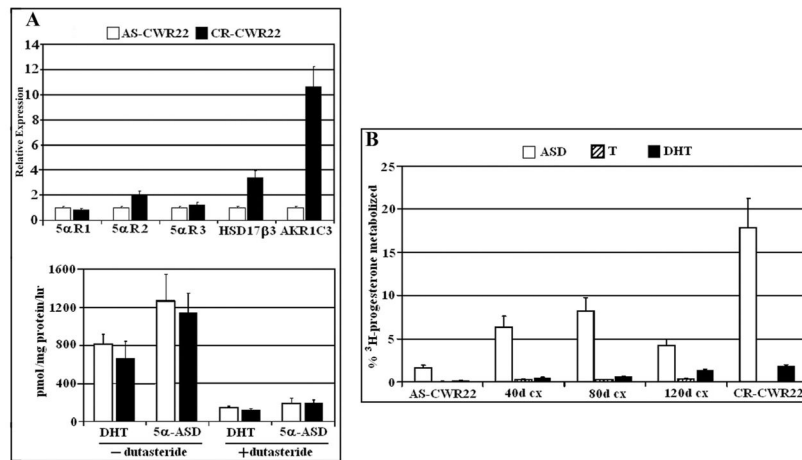 A
AS-CWR22 CR-CWR22
Relative Expression
14
12
10
8
6
4
2
0
5αR1 5αR2 5αR3 HSD17β3 AKR1C3
pmol/mg protein/hr
1600
1200
800
400
0
DHT 5α-ASD DHT 5α-ASD
− dutasteride + dutasteride
B
ASD T DHT
% ³H-progesterone metabolized
25
20
15
10
5
0
AS-CWR22 40d cx 80d cx 120d cx CR-CWR22